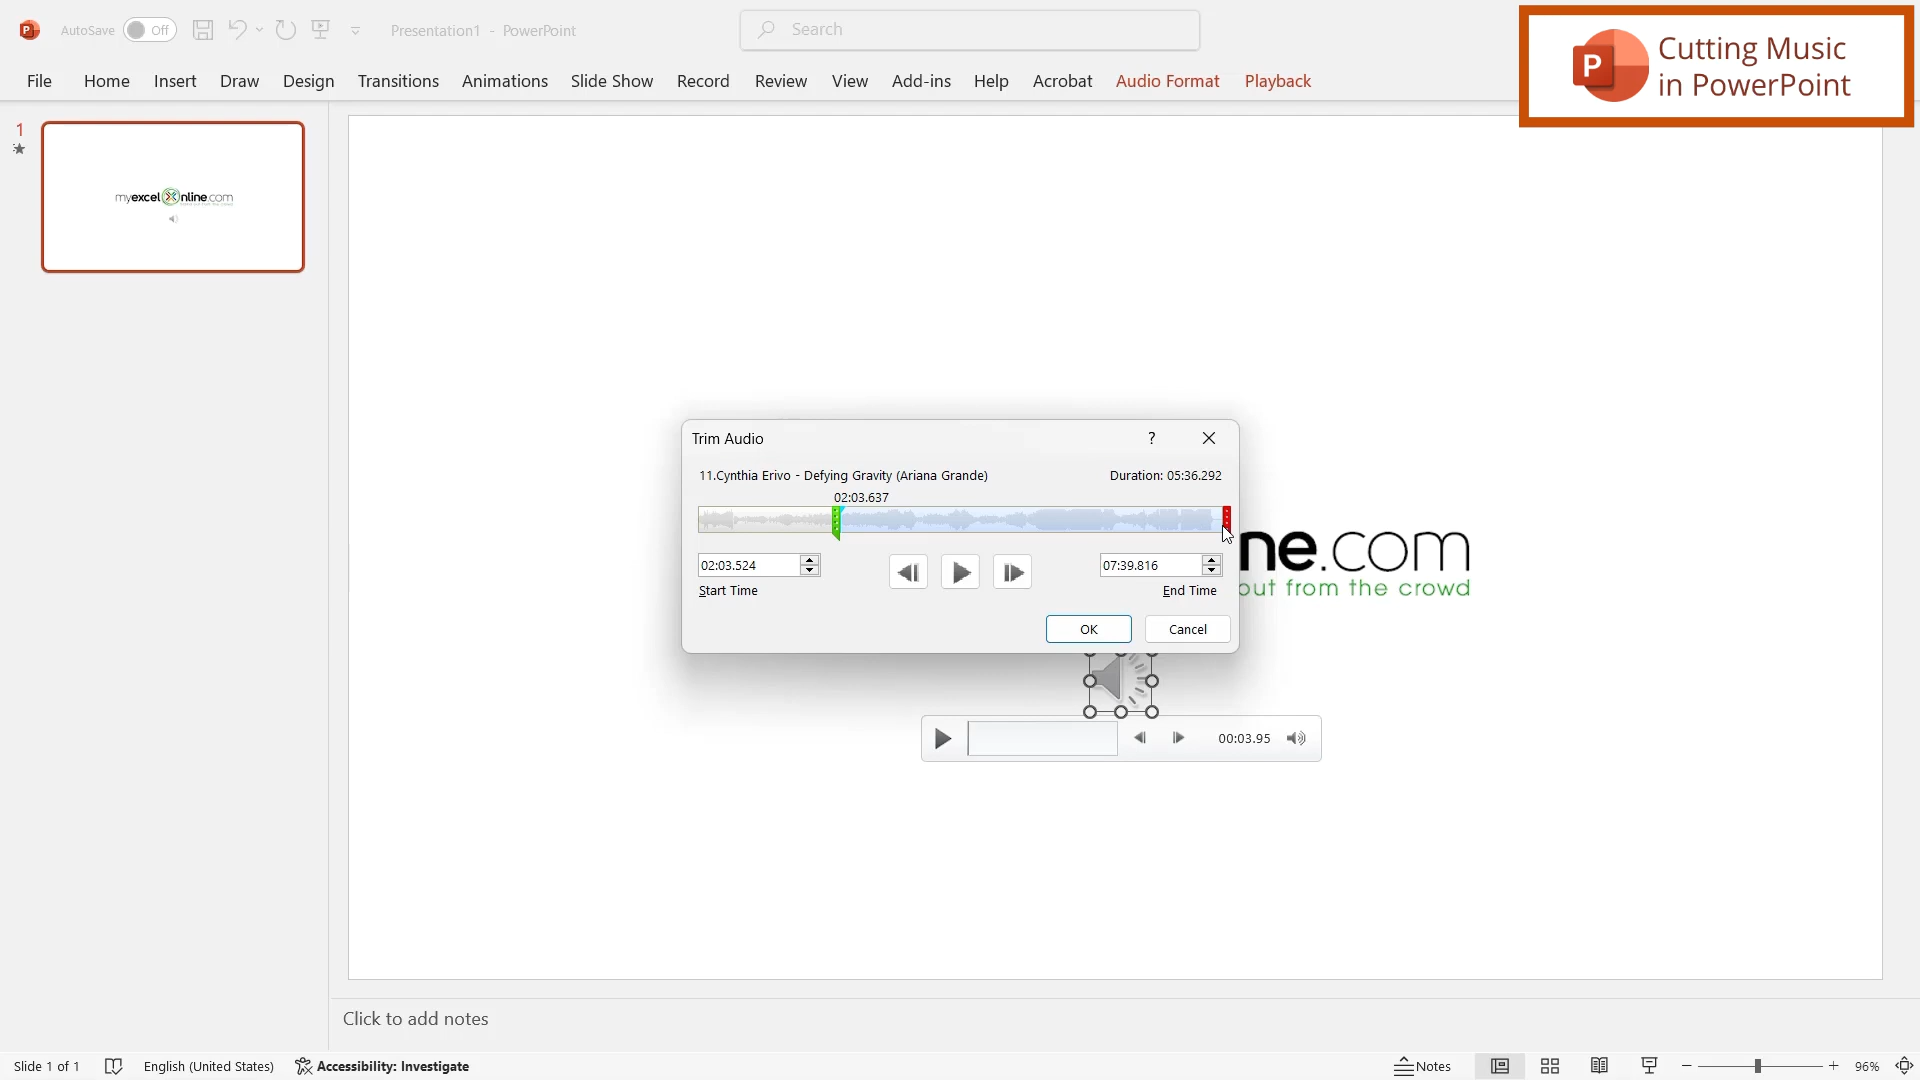 AutoSave Off
Presentation1 - PowerPoint
Search
P Cutting Music
in PowerPoint
File Home Insert Draw Design Transitions Animations Slide Show Record Review View Add-ins Help Acrobat Audio Format Playback
1
myexcel nline.com
Trim Audio ?
11.Cynthia Erivo - Defying Gravity (Ariana Grande) Duration: 05:36.292
02:03.637
02:03.524 07:39.816
Start Time End Time
OK Cancel
ne.com
out from the crowd
00:03.95
Click to add notes
Slide 1 of 1 English (United States) Accessibility: Investigate Notes 96%